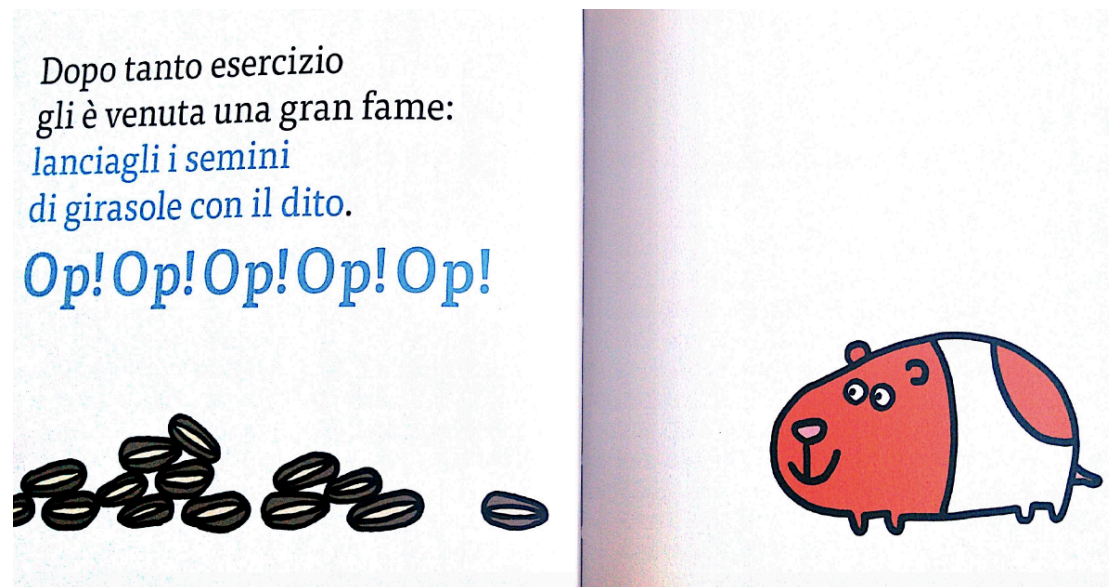 Dopo tanto esercizio
gli è venuta una gran fame:
lanciagli i semini
di girasole con il dito.
Op! Op! Op! Op! Op!